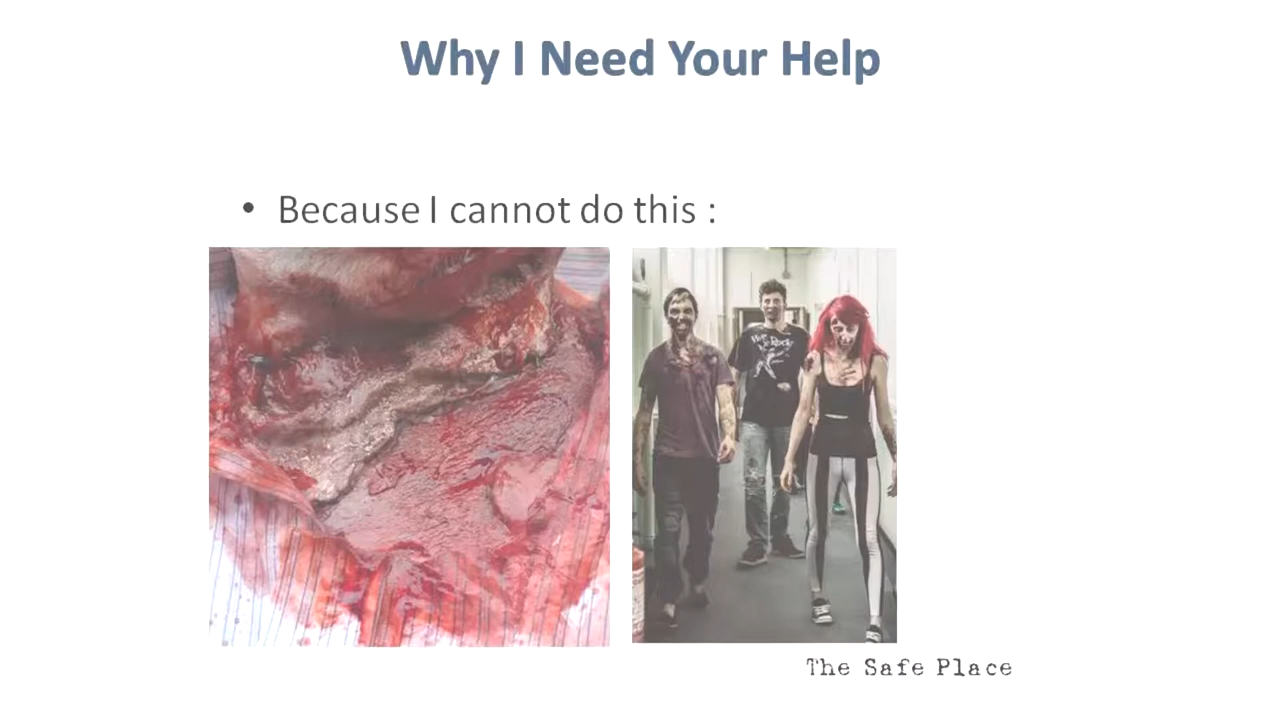 Why I Need Your Help
• Because I cannot do this :
The Safe Place